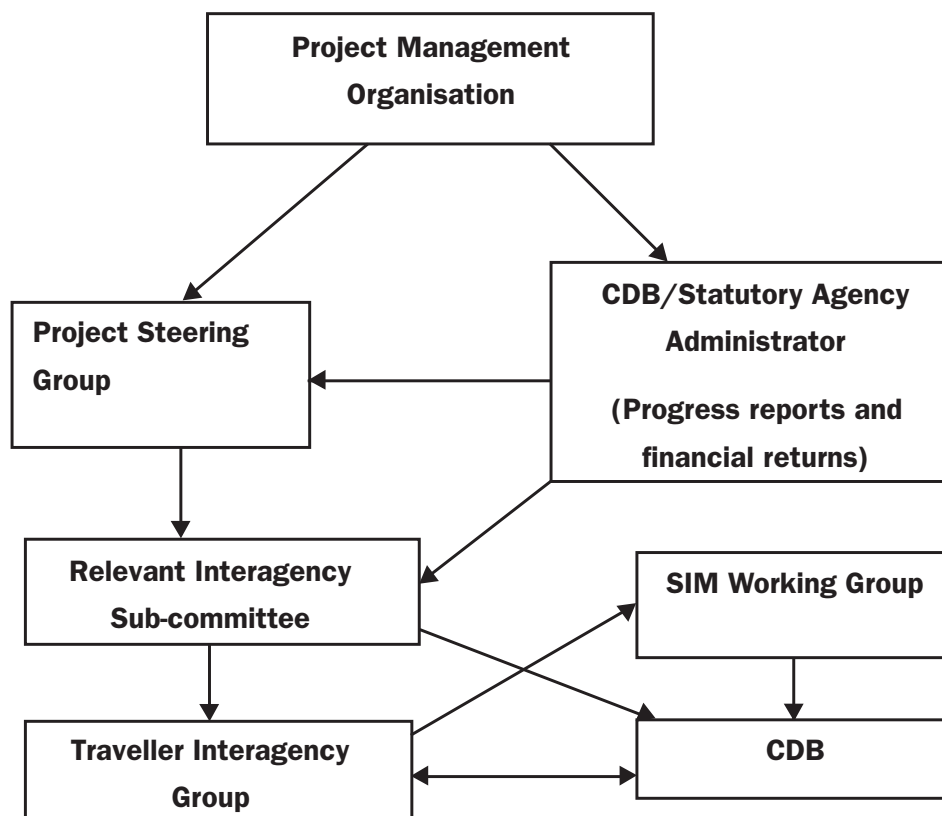 Project Management
Organisation
CDB/Statutory Agency
Administrator
(Progress reports and
financial returns)
Project Steering
Group
Relevant Interagency
Sub-committee
SIM Working Group
Traveller Interagency
Group
CDB